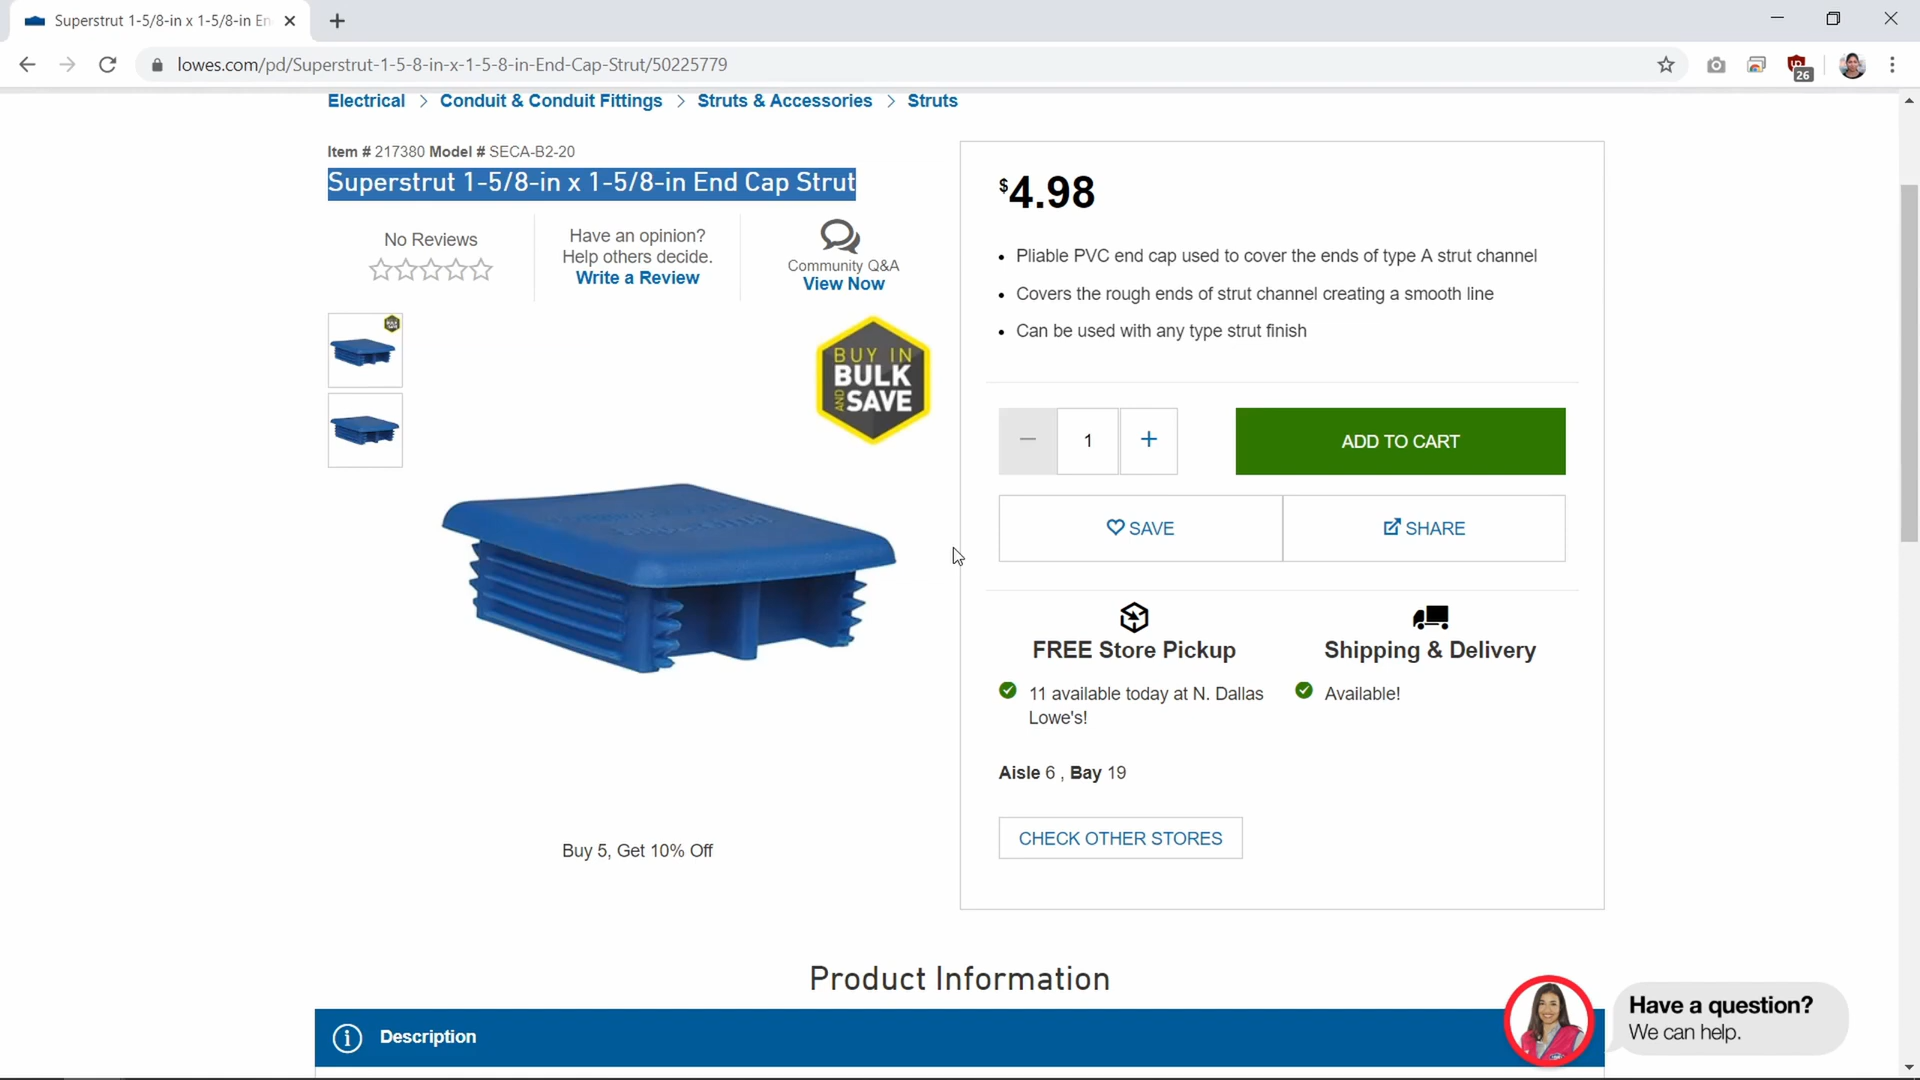 Superstrut 1-5/8-in x 1-5/8-in En
lowes.com/pd/Superstrut-1-5-8-in-x-1-5-8-in-End-Cap-Strut/50225779
26
Electrical > Conduit & Conduit Fittings > Struts & Accessories > Struts
Item # 217380 Model # SECA-B2-20
Superstrut 1-5/8-in x 1-5/8-in End Cap Strut
No Reviews
Have an opinion?
Help others decide.
Write a Review
Community Q&A
View Now
BUY IN
BULK
AND SAVE
Buy 5, Get 10% Off
$4.98
• Pliable PVC end cap used to cover the ends of type A strut channel
• Covers the rough ends of strut channel creating a smooth line
• Can be used with any type strut finish
− 1 +
ADD TO CART
SAVE
SHARE
FREE Store Pickup
11 available today at N. Dallas
Lowe's!
Shipping & Delivery
Available!
Aisle 6 , Bay 19
CHECK OTHER STORES
Product Information
Description
Have a question?
We can help.